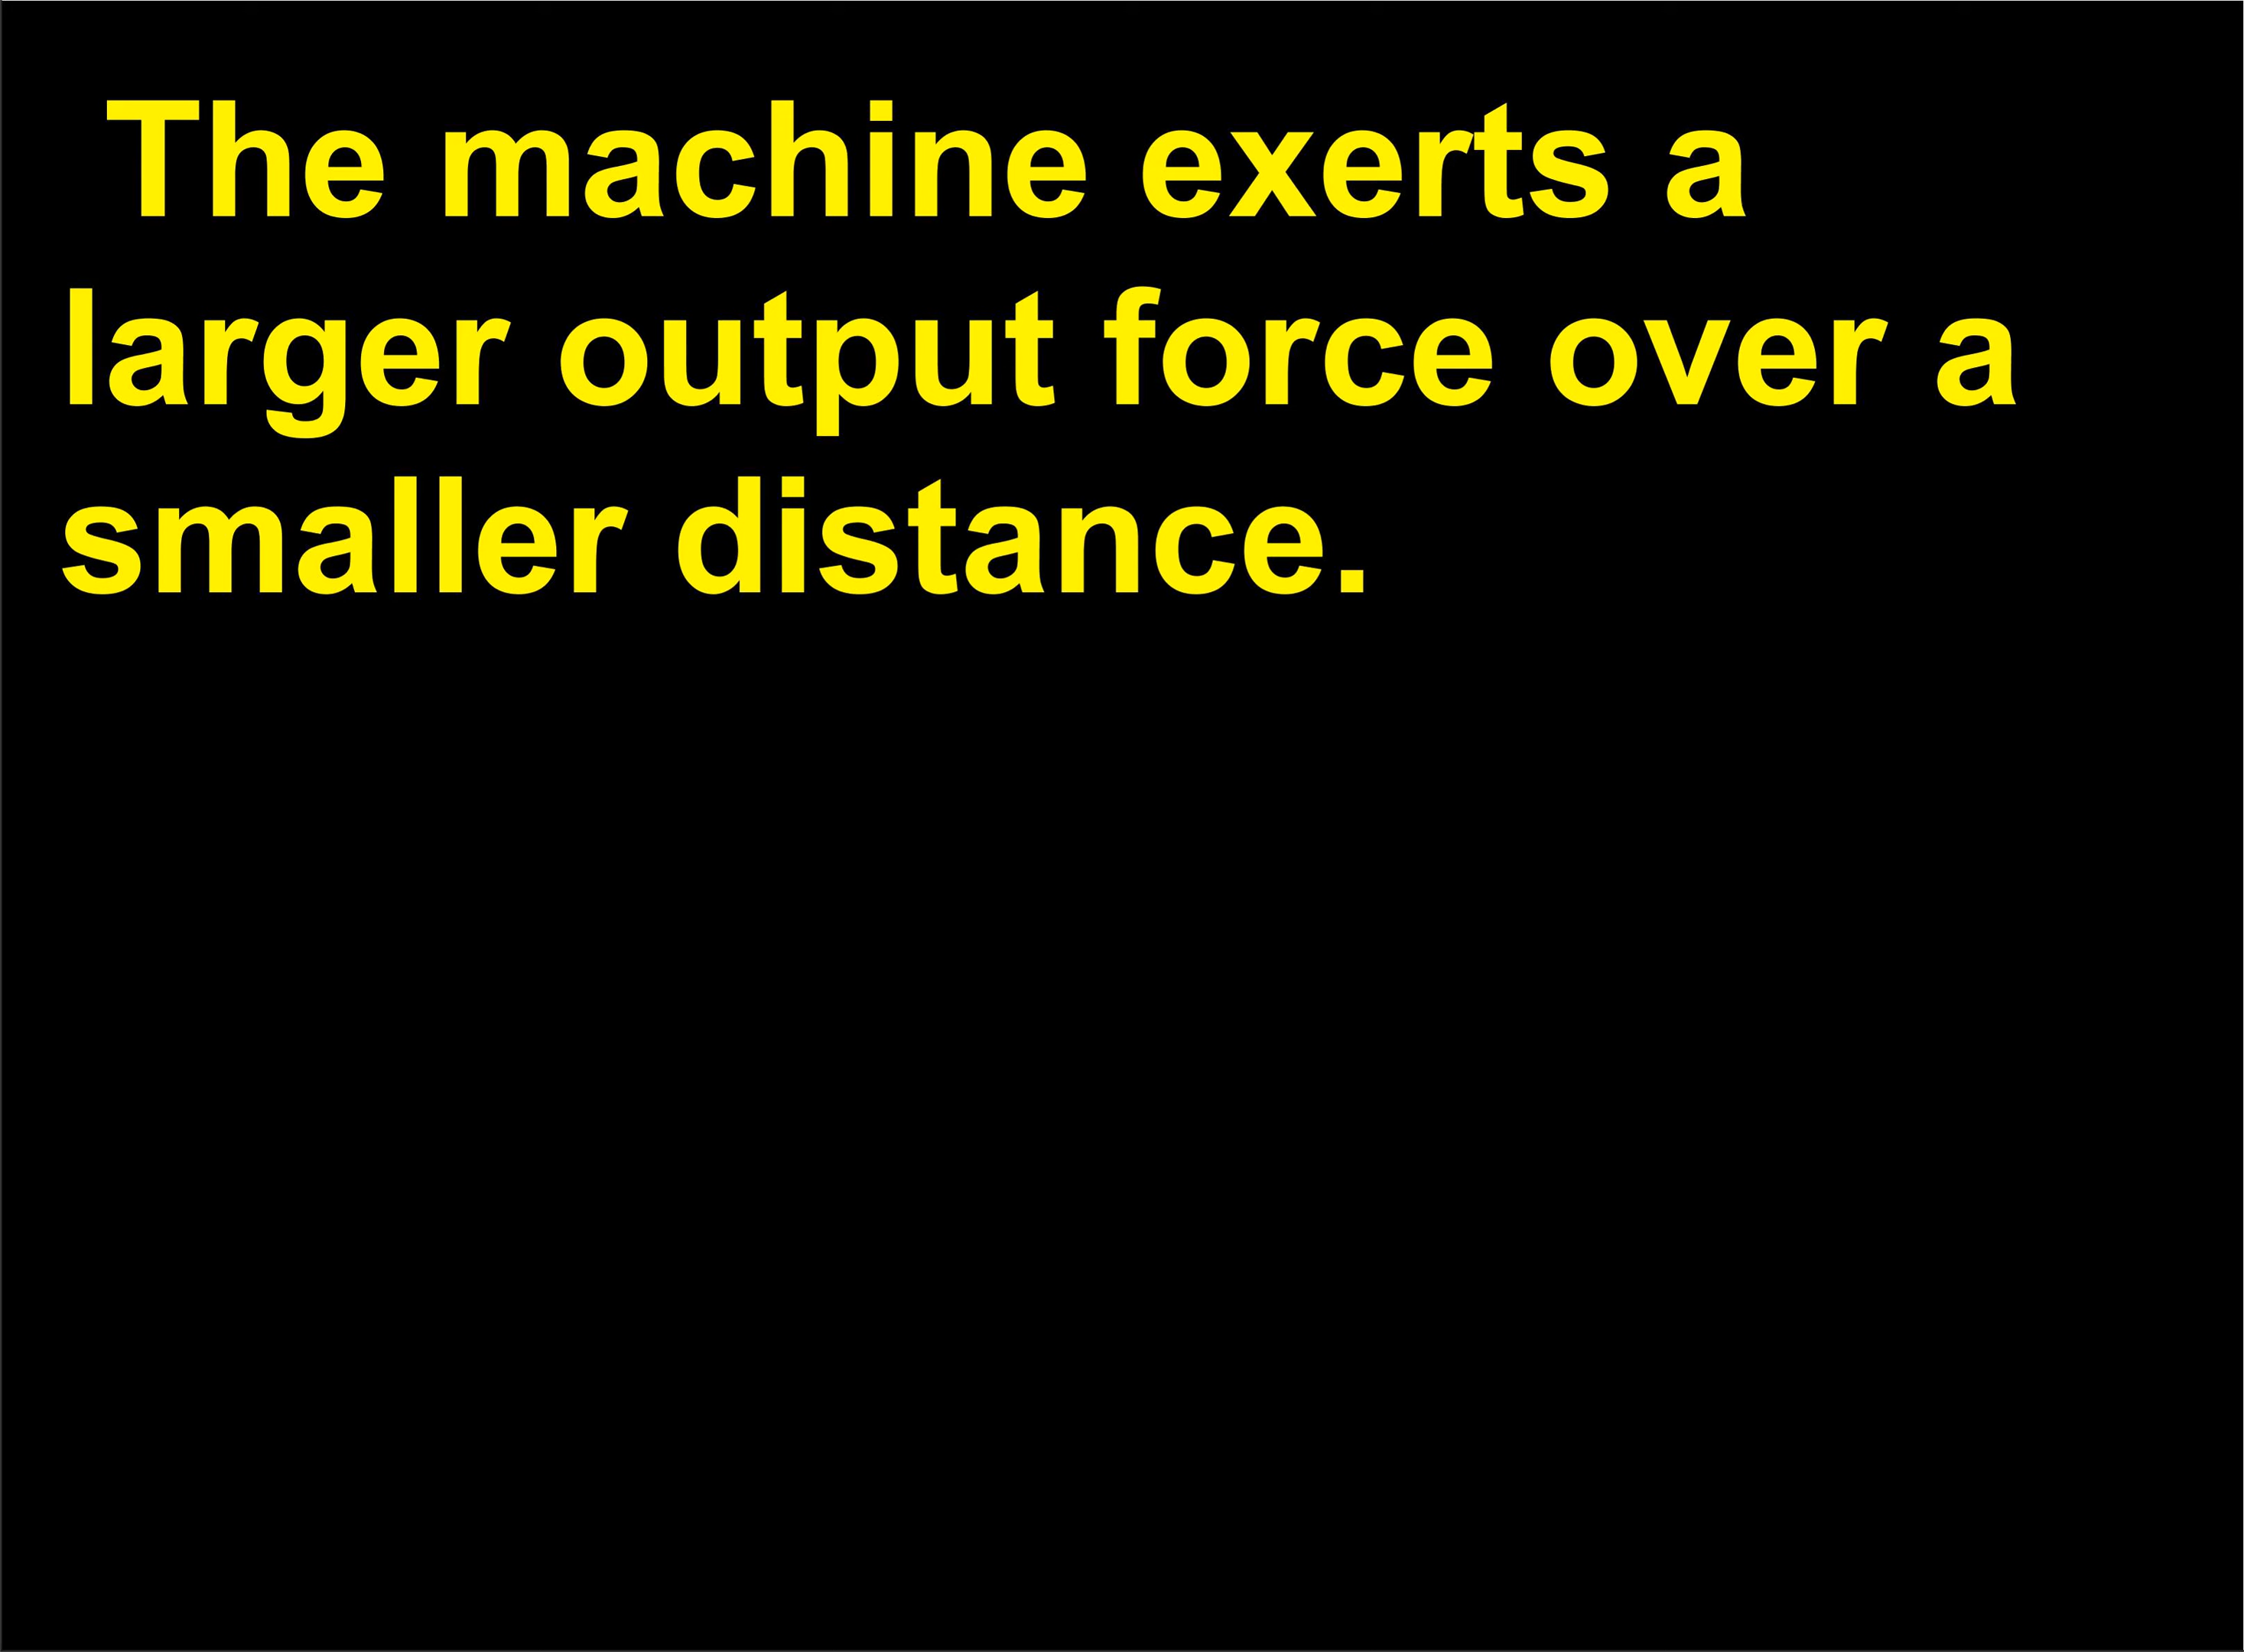 The machine exerts a
larger output force over a
smaller distance.